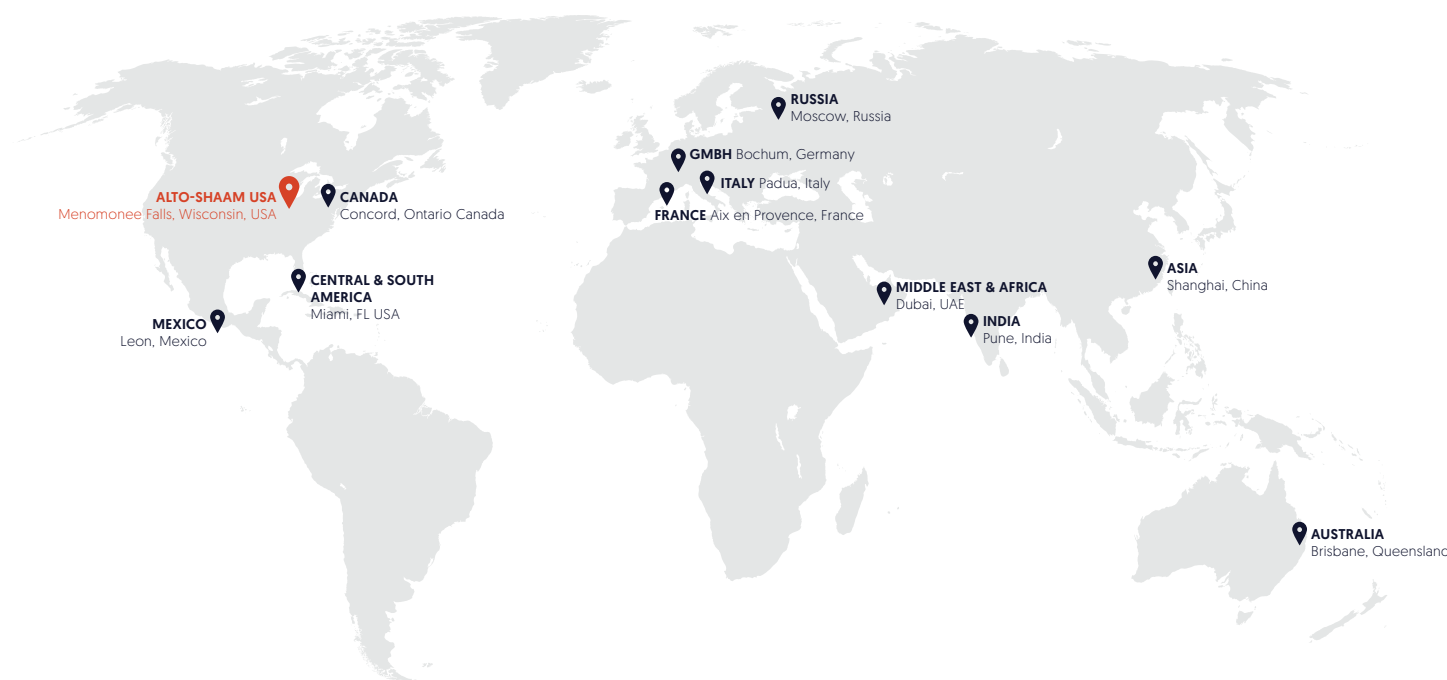 RUSSIA
Moscow, Russia
GMBH Bochum, Germany
ITALY Padua, Italy
ALTO-SHAAM USA
Menomonee Falls, Wisconsin, USA
CANADA
Concord, Ontario Canada
FRANCE Aix en Provence, France
CENTRAL & SOUTH
AMERICA
Miami, FL USA
ASIA
Shanghai, China
MIDDLE EAST & AFRICA
Dubai, UAE
MEXICO
Leon, Mexico
INDIA
Pune, India
AUSTRALIA
Brisbane, Queensland